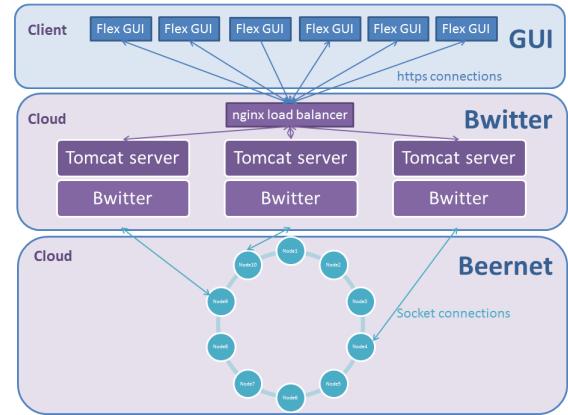 Client
Flex GUI Flex GUI Flex GUI Flex GUI Flex GUI Flex GUI
GUI
https connections
Cloud
nginx load balancer
Bwitter
Tomcat server Tomcat server Tomcat server
Bwitter Bwitter Bwitter
Cloud
Beernet
Node1
Node10 Node2
Node9 Node3
Socket connections
Node8 Node4
Node7 Node5
Node6